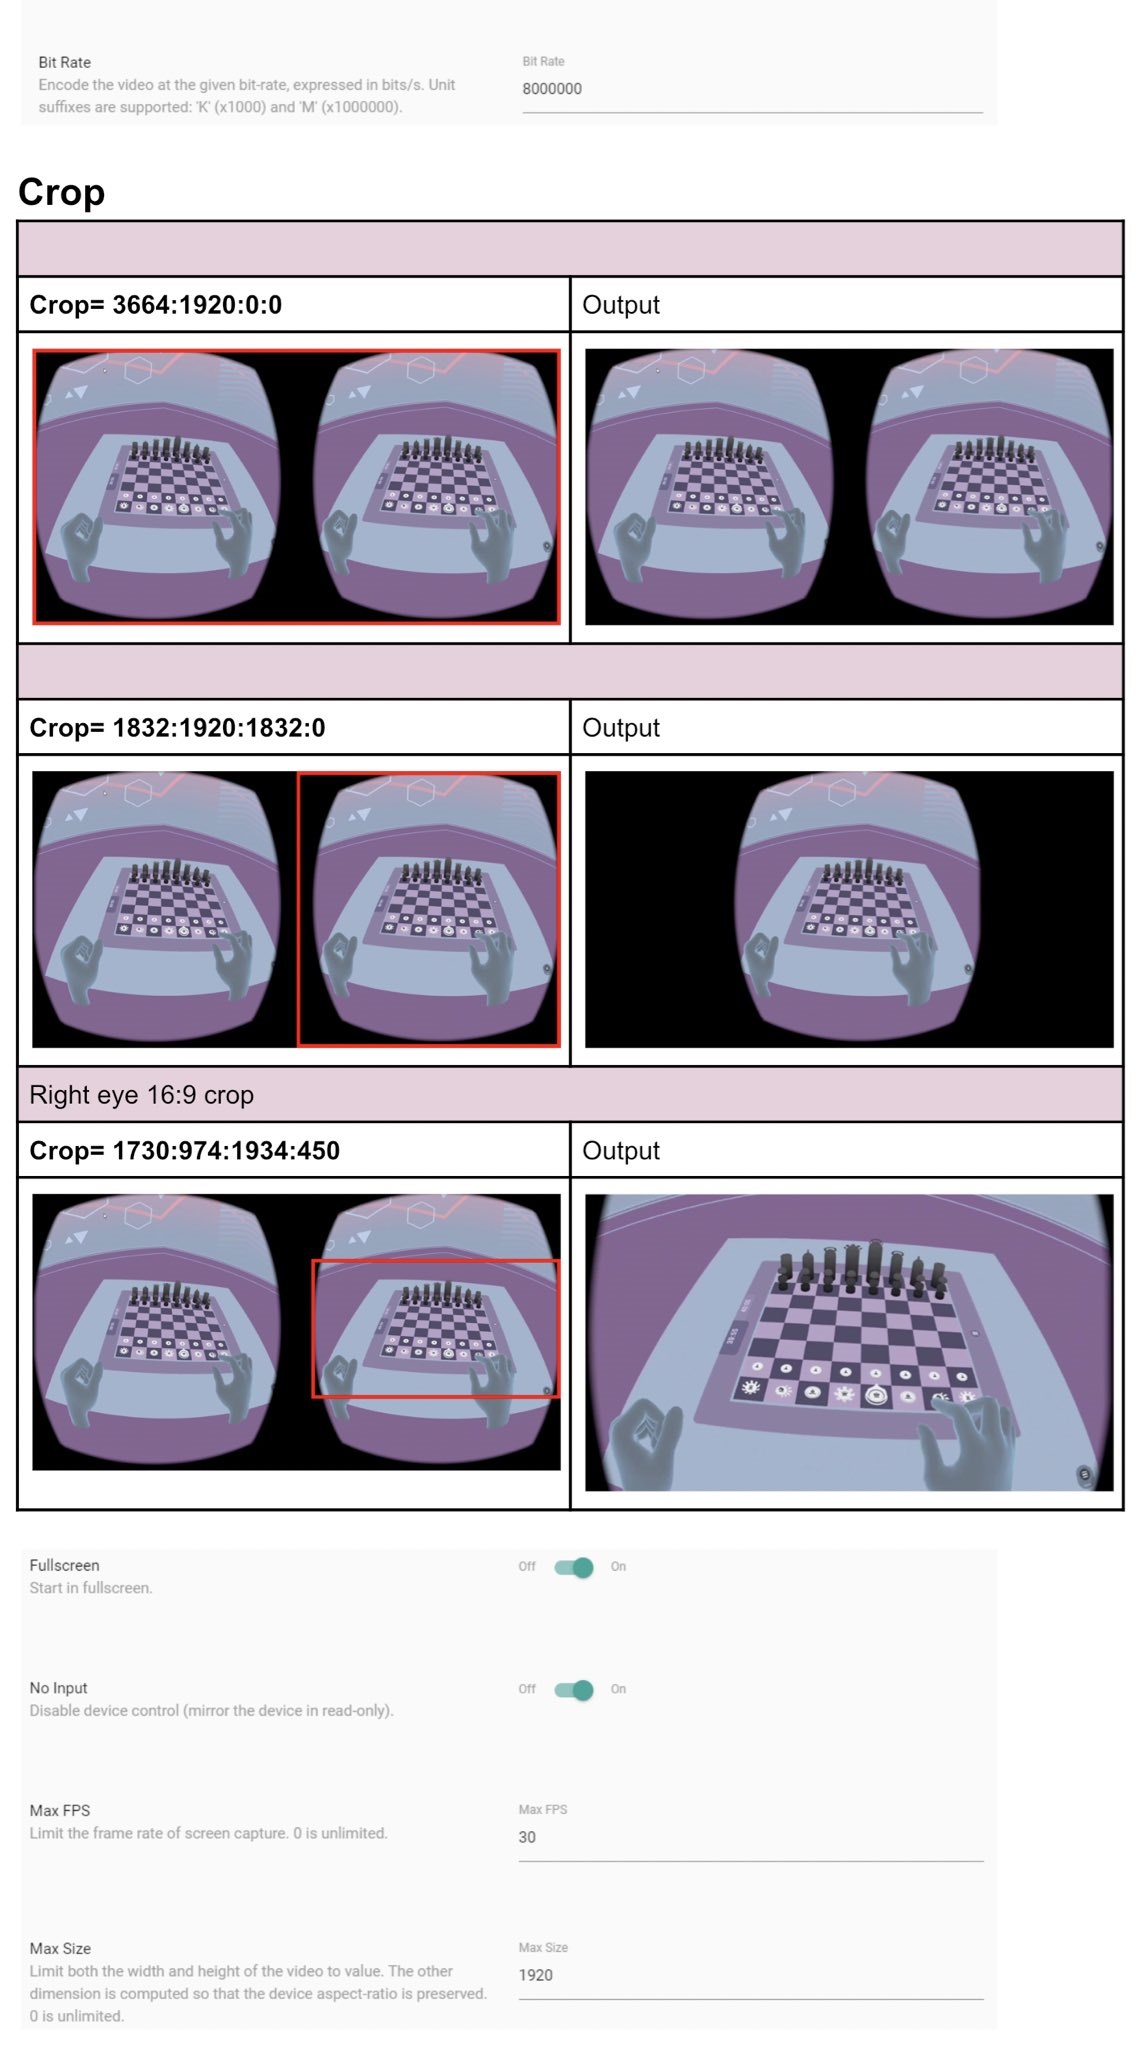 Bit Rate
Encode the video at the given bit-rate, expressed in bits/s. Unit
suffixes are supported: 'K' (x1000) and 'M' (x1000000).
Bit Rate
8000000
Crop
Crop= 3664:1920:0:0
Output
Crop= 1832:1920:1832:0
Output
Right eye 16:9 crop
Crop= 1730:974:1934:450
Output
Fullscreen
Start in fullscreen.
Off On
No Input
Disable device control (mirror the device in read-only).
Off On
Max FPS
Limit the frame rate of screen capture. 0 is unlimited.
Max FPS
30
Max Size
Limit both the width and height of the video to value. The other
dimension is computed so that the device aspect-ratio is preserved.
0 is unlimited.
Max Size
1920